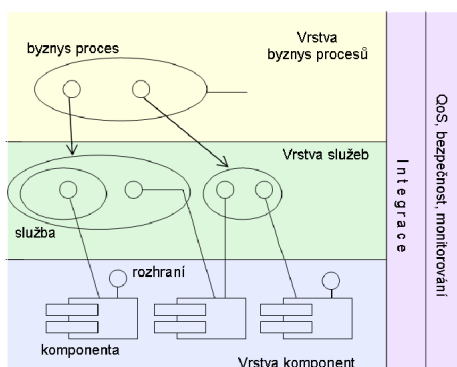 byznys proces
Vrstva
byznys procesů
Vrstva služeb
služba
rozhraní
komponenta
Vrstva komponent
Integrace
QoS, bezpečnost, monitorování